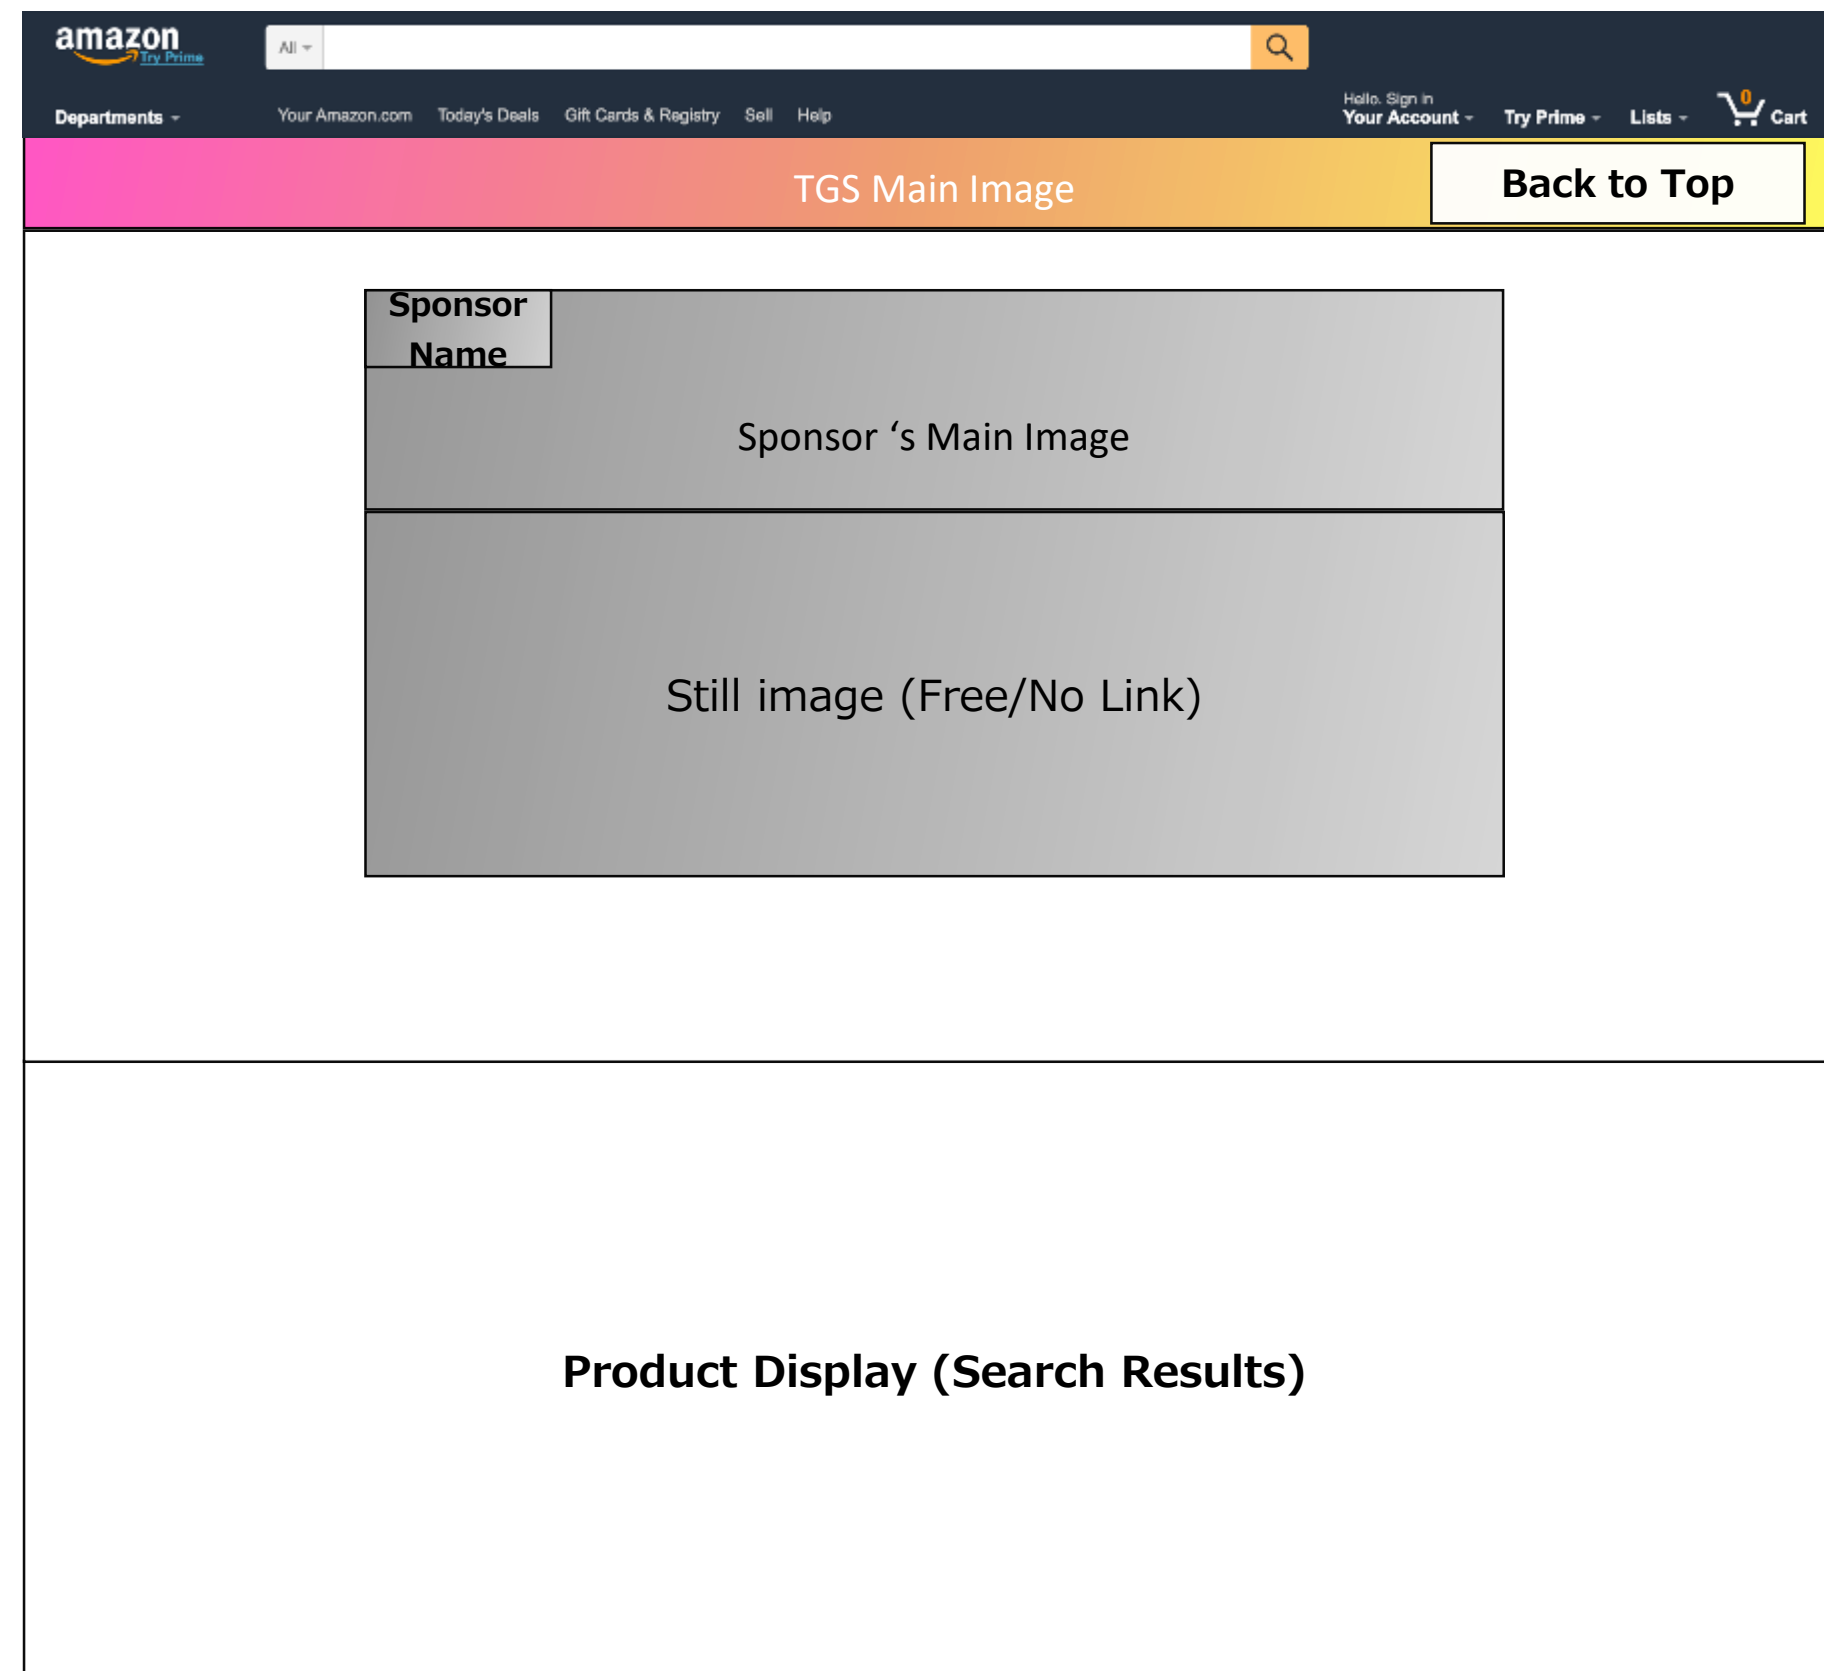 amazon
Try Prime
All
Departments
Your Amazon.com Today's Deals Gift Cards & Registry Sell Help
Hello. Sign in
Your Account Try Prime Lists 0 Cart
TGS Main Image
Back to Top
Sponsor
Name
Sponsor ‘s Main Image
Still image (Free/No Link)
Product Display (Search Results)